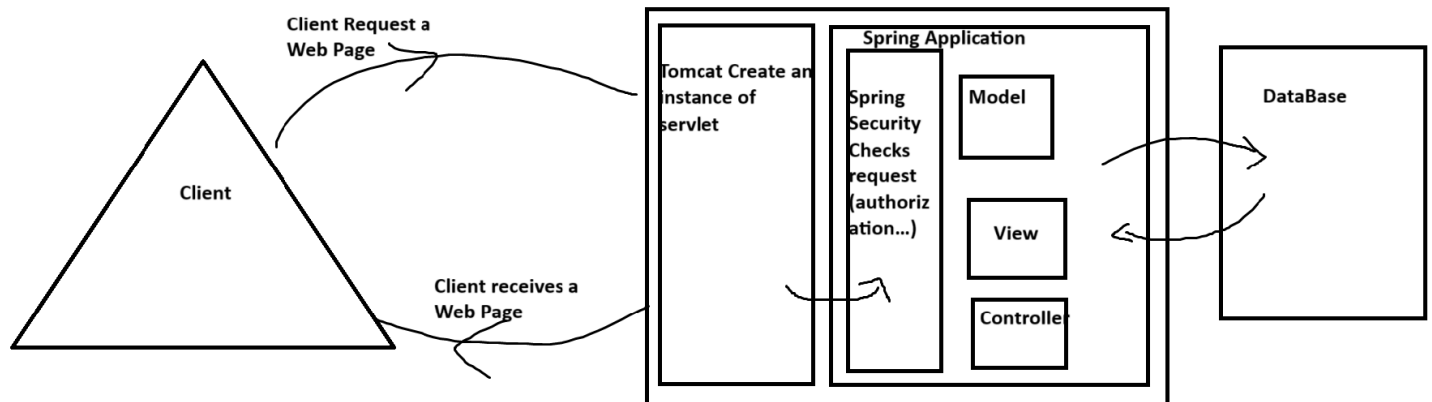 Client Request a
Web Page
Client
Client receives a
Web Page
Tomcat Create an
instance of
servlet
Spring Application
Spring
Security
Checks
request
(authoriz
ation...)
Model
View
Controller
DataBase